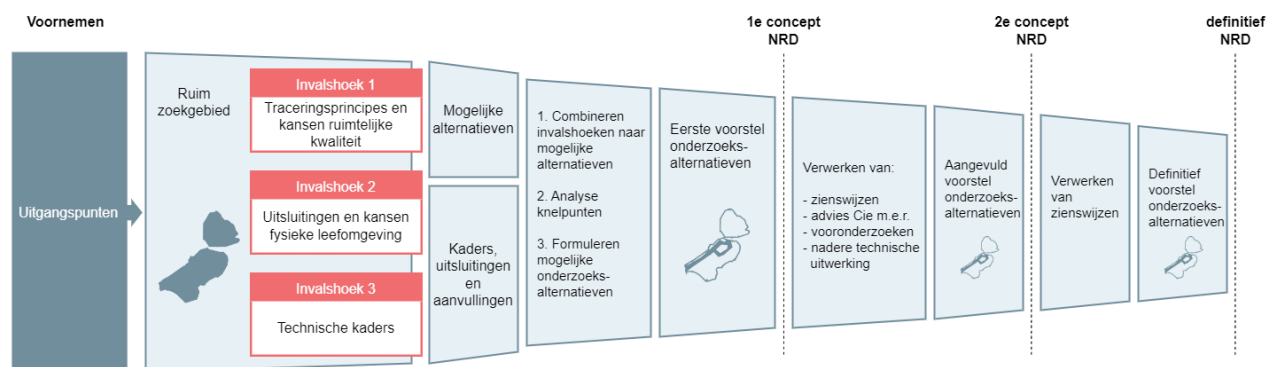 Voornemen
1e concept
NRD
2e concept
NRD
definitief
NRD
Uitgangspunten
Ruim
zoekgebied
Invalshoek 1
Traceringsprincipes en
kansen ruimtelijke
kwaliteit
Invalshoek 2
Uitsluitingen en kansen
fysieke leefomgeving
Invalshoek 3
Technische kaders
Mogelijke
alternatieven
Kaders,
uitsluitingen
en
aanvullingen
1. Combineren
invalshoeken naar
mogelijke
alternatieven
2. Analyse
knelpunten
3. Formuleren
mogelijke
onderzoeks-
alternatieven
Eerste voorstel
onderzoeks-
alternatieven
Verwerken van:
- zienswijzen
- advies Cie m.e.r.
- vooronderzoeken
- nadere technische
uitwerking
Aangevuld
voorstel
onderzoeks-
alternatieven
Verwerken
van
zienswijzen
Definitief
voorstel
onderzoeks-
alternatieven